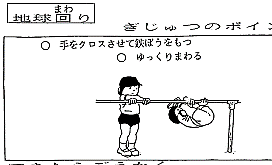 まわ
地球回り
ぎじゅつのポイン
○ 手をクロスさせて鉄ぼうをもつ
○ ゆっくりまわる